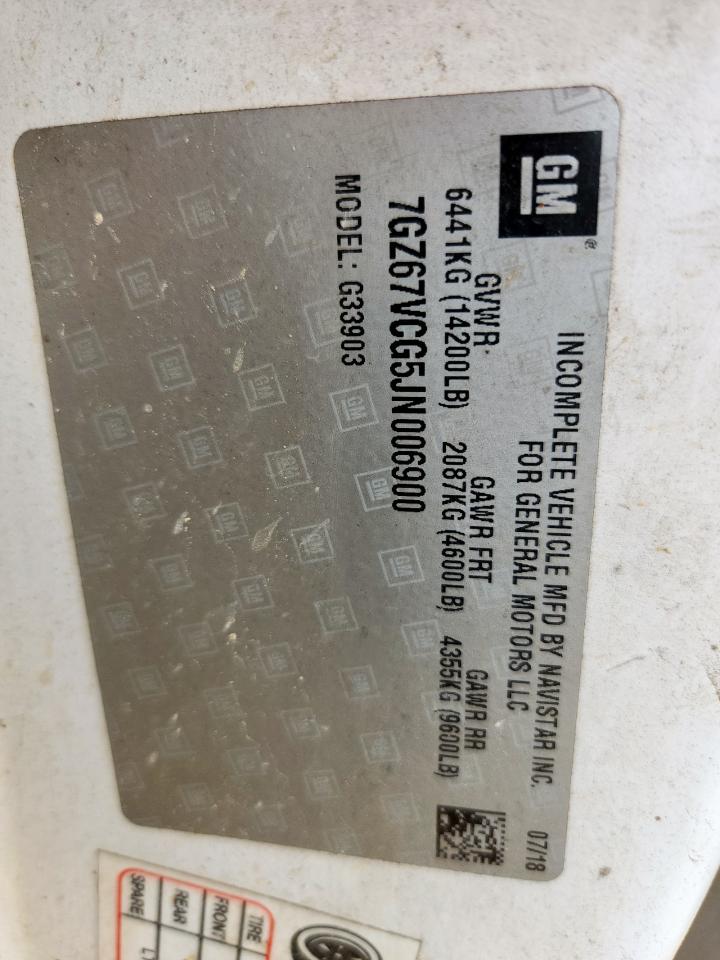 GM®
INCOMPLETE VEHICLE MFD BY NAVISTAR INC. 07/18
FOR GENERAL MOTORS LLC
GVWR GAWR FRT GAWR RR
6441KG (14200LB) 2087KG (4600LB) 4355KG (9600LB)
7GZ67VCG5JN006900
MODEL: G33903
TIRE
FRONT
REAR
SPARE